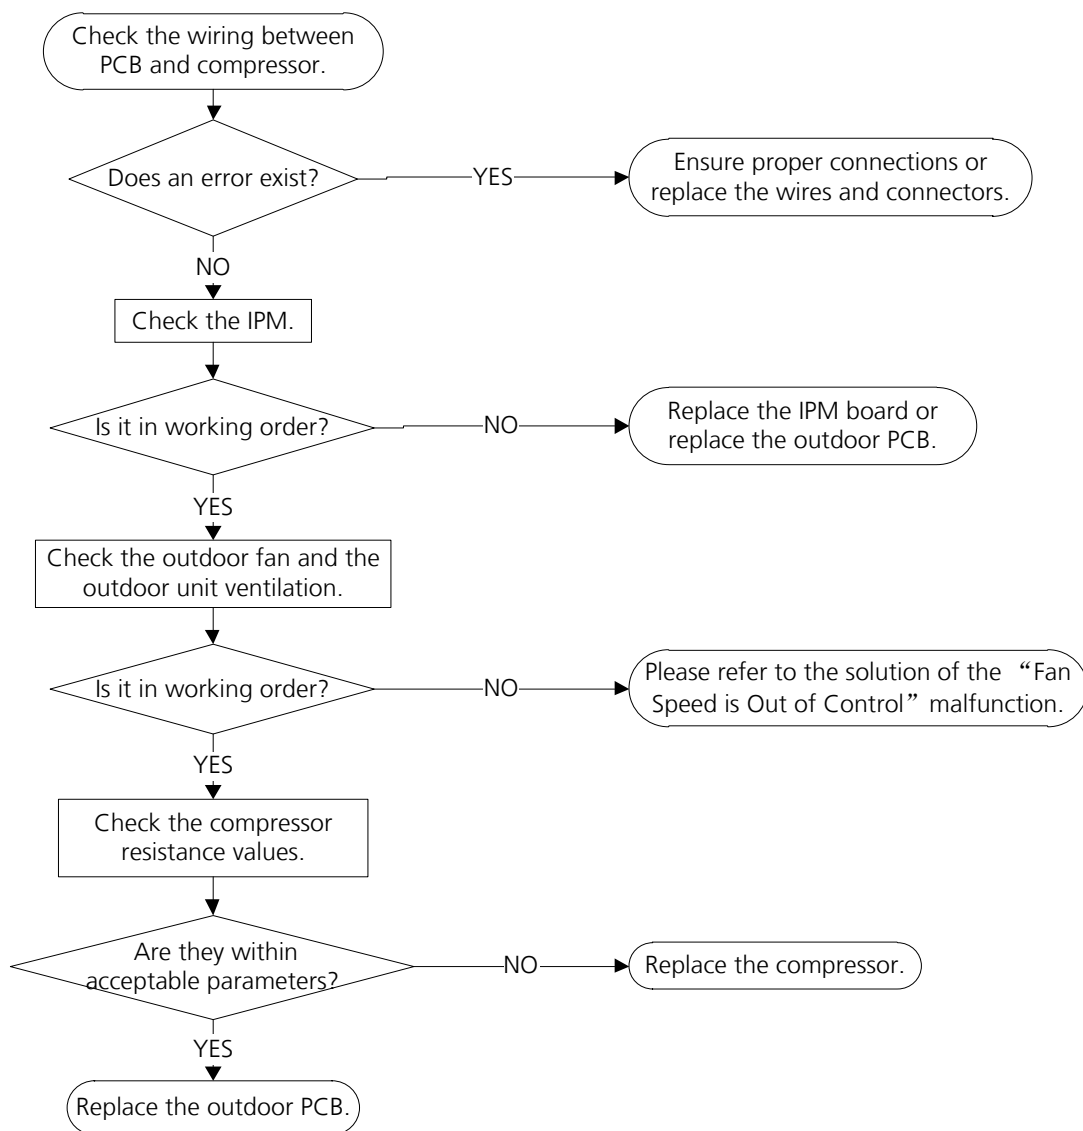 Check the wiring between
PCB and compressor.
Does an error exist?
YES
Ensure proper connections or
replace the wires and connectors.
NO
Check the IPM.
Is it in working order?
NO
Replace the IPM board or
replace the outdoor PCB.
YES
Check the outdoor fan and the
outdoor unit ventilation.
Is it in working order?
NO
Please refer to the solution of the “Fan
Speed is Out of Control” malfunction.
YES
Check the compressor
resistance values.
Are they within
acceptable parameters?
NO
Replace the compressor.
YES
Replace the outdoor PCB.